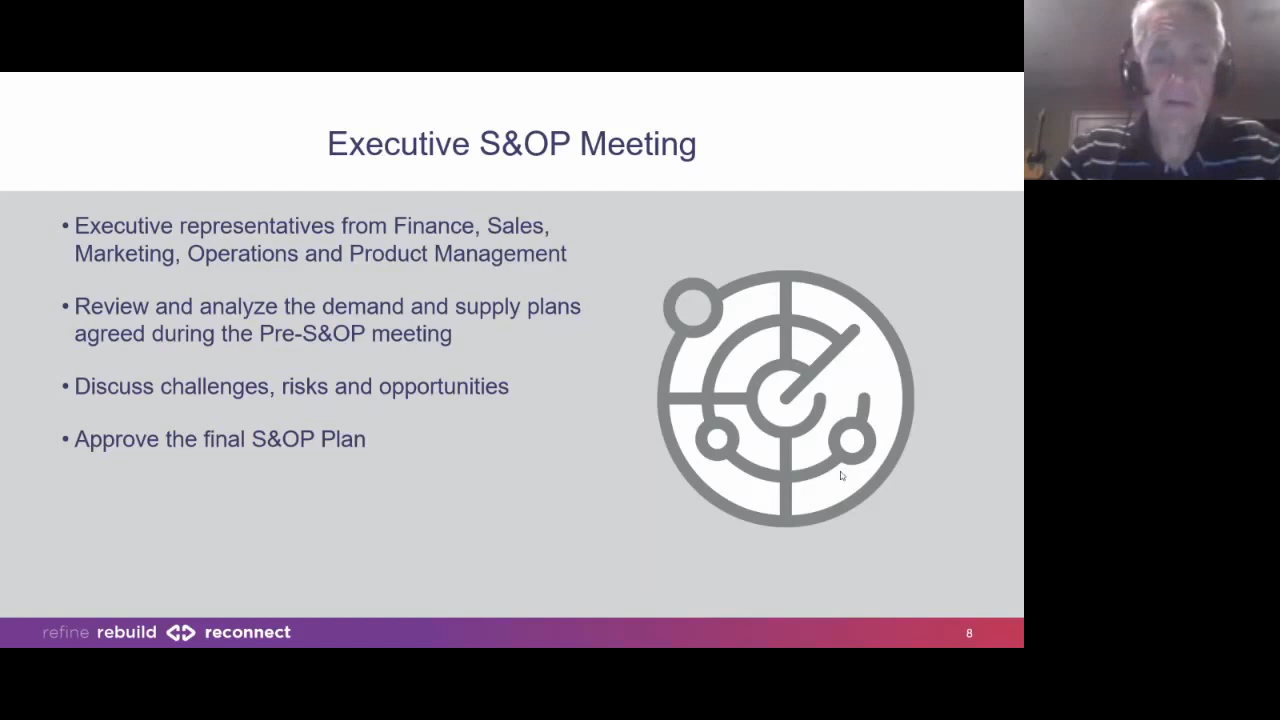 Executive S&OP Meeting
• Executive representatives from Finance, Sales,
Marketing, Operations and Product Management
• Review and analyze the demand and supply plans
agreed during the Pre-S&OP meeting
• Discuss challenges, risks and opportunities
• Approve the final S&OP Plan
refine rebuild reconnect
8